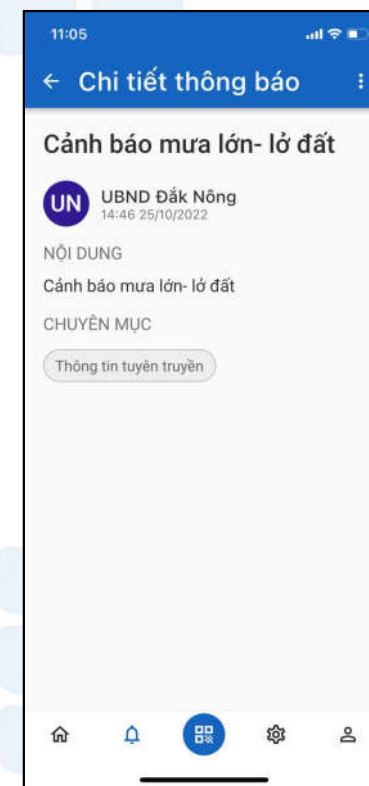 11:05
Chi tiết thông báo
Cảnh báo mưa lớn- lở đất
UN
UBND Đắk Nông
14:46 25/10/2022
NỘI DUNG
Cảnh báo mưa lớn- lở đất
CHUYÊN MỤC
Thông tin tuyên truyền